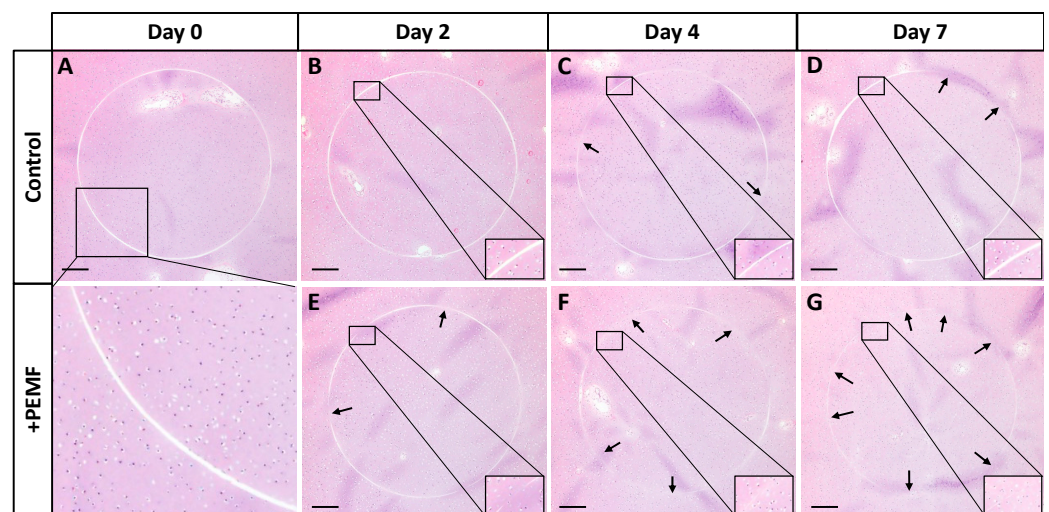 Day 0 Day 2 Day 4 Day 7
Control
A B C D
+PEMF
E F G